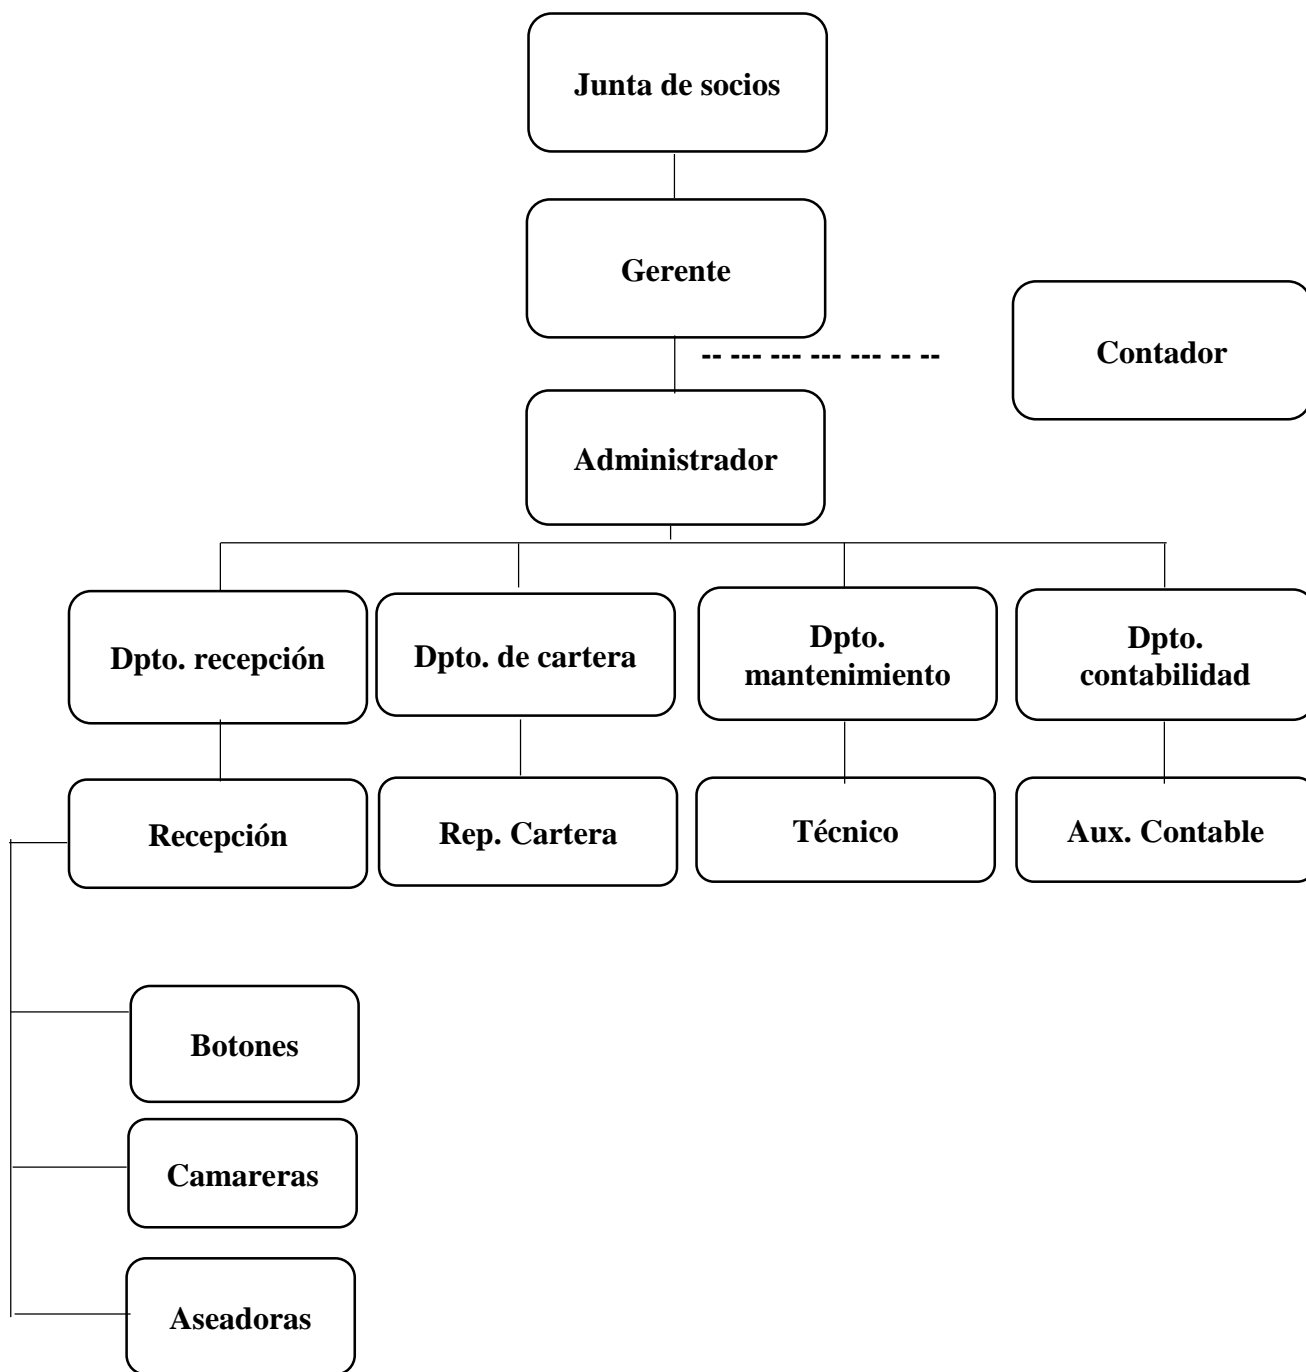 Junta de socios
Gerente
Contador
Administrador
Dpto. recepción
Dpto. de cartera
Dpto.
mantenimiento
Dpto.
contabilidad
Recepción
Rep. Cartera
Técnico
Aux. Contable
Botones
Camareras
Aseadoras